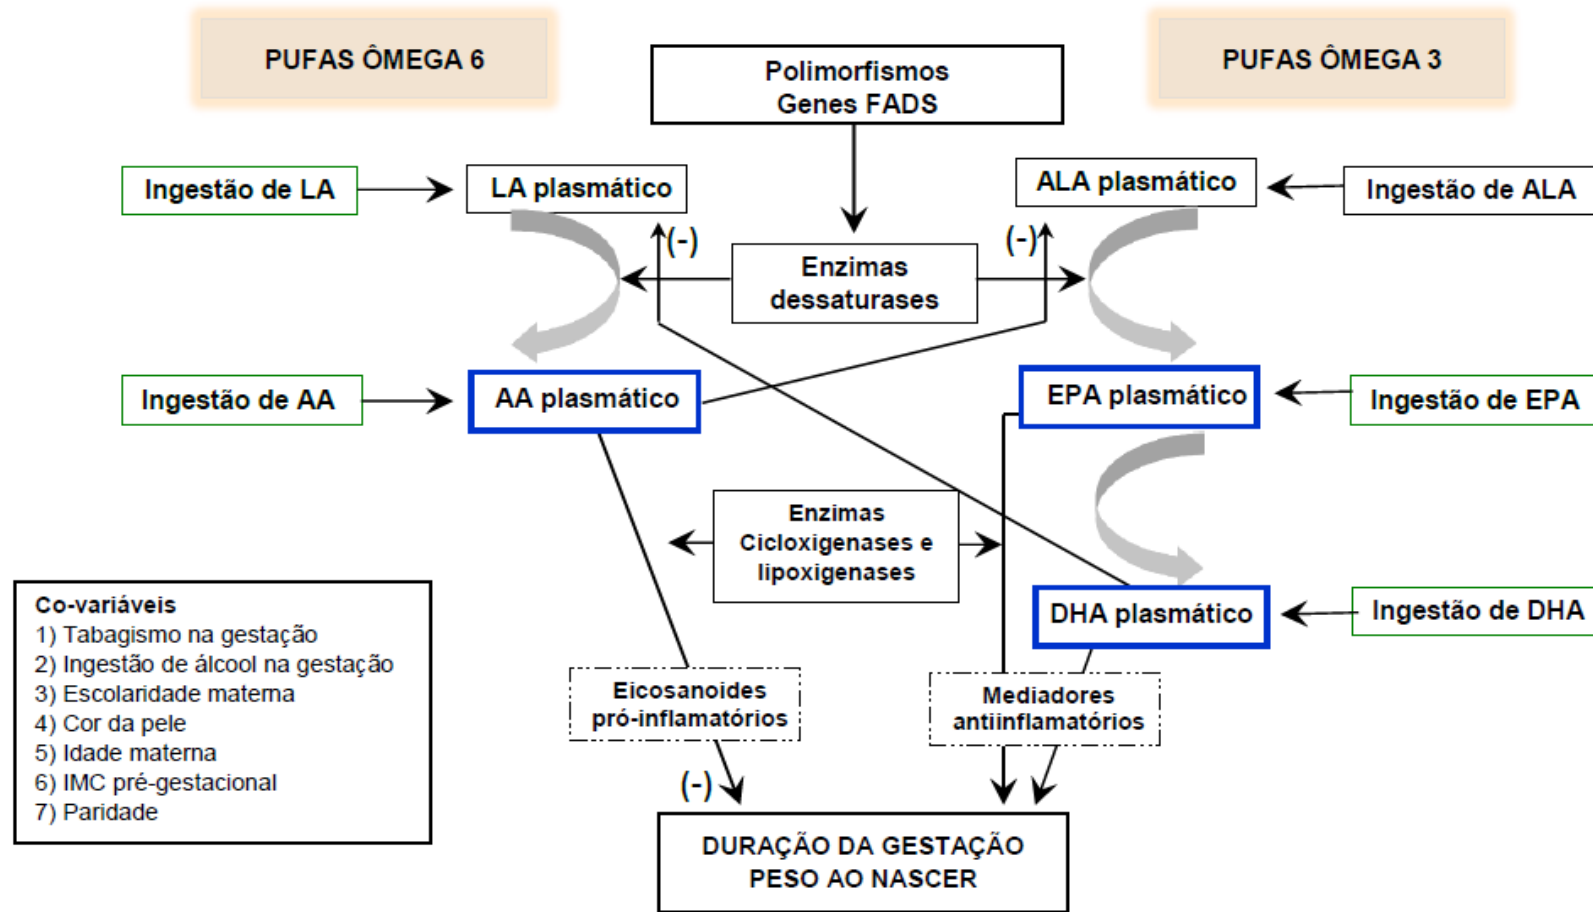 PUFAS ÔMEGA 6
Polimorfismos
Genes FADS
PUFAS ÔMEGA 3
Ingestão de LA
LA plasmático
ALA plasmático
Ingestão de ALA
(-)
(-)
Enzimas
dessaturases
Ingestão de AA
AA plasmático
EPA plasmático
Ingestão de EPA
Enzimas
Cicloxigenases e
lipoxigenases
DHA plasmático
Ingestão de DHA
Co-variáveis
1) Tabagismo na gestação
2) Ingestão de álcool na gestação
3) Escolaridade materna
4) Cor da pele
5) Idade materna
6) IMC pré-gestacional
7) Paridade
Eicosanoides
pró-inflamatórios
Mediadores
antiinflamatórios
(-)
DURAÇÃO DA GESTAÇÃO
PESO AO NASCER